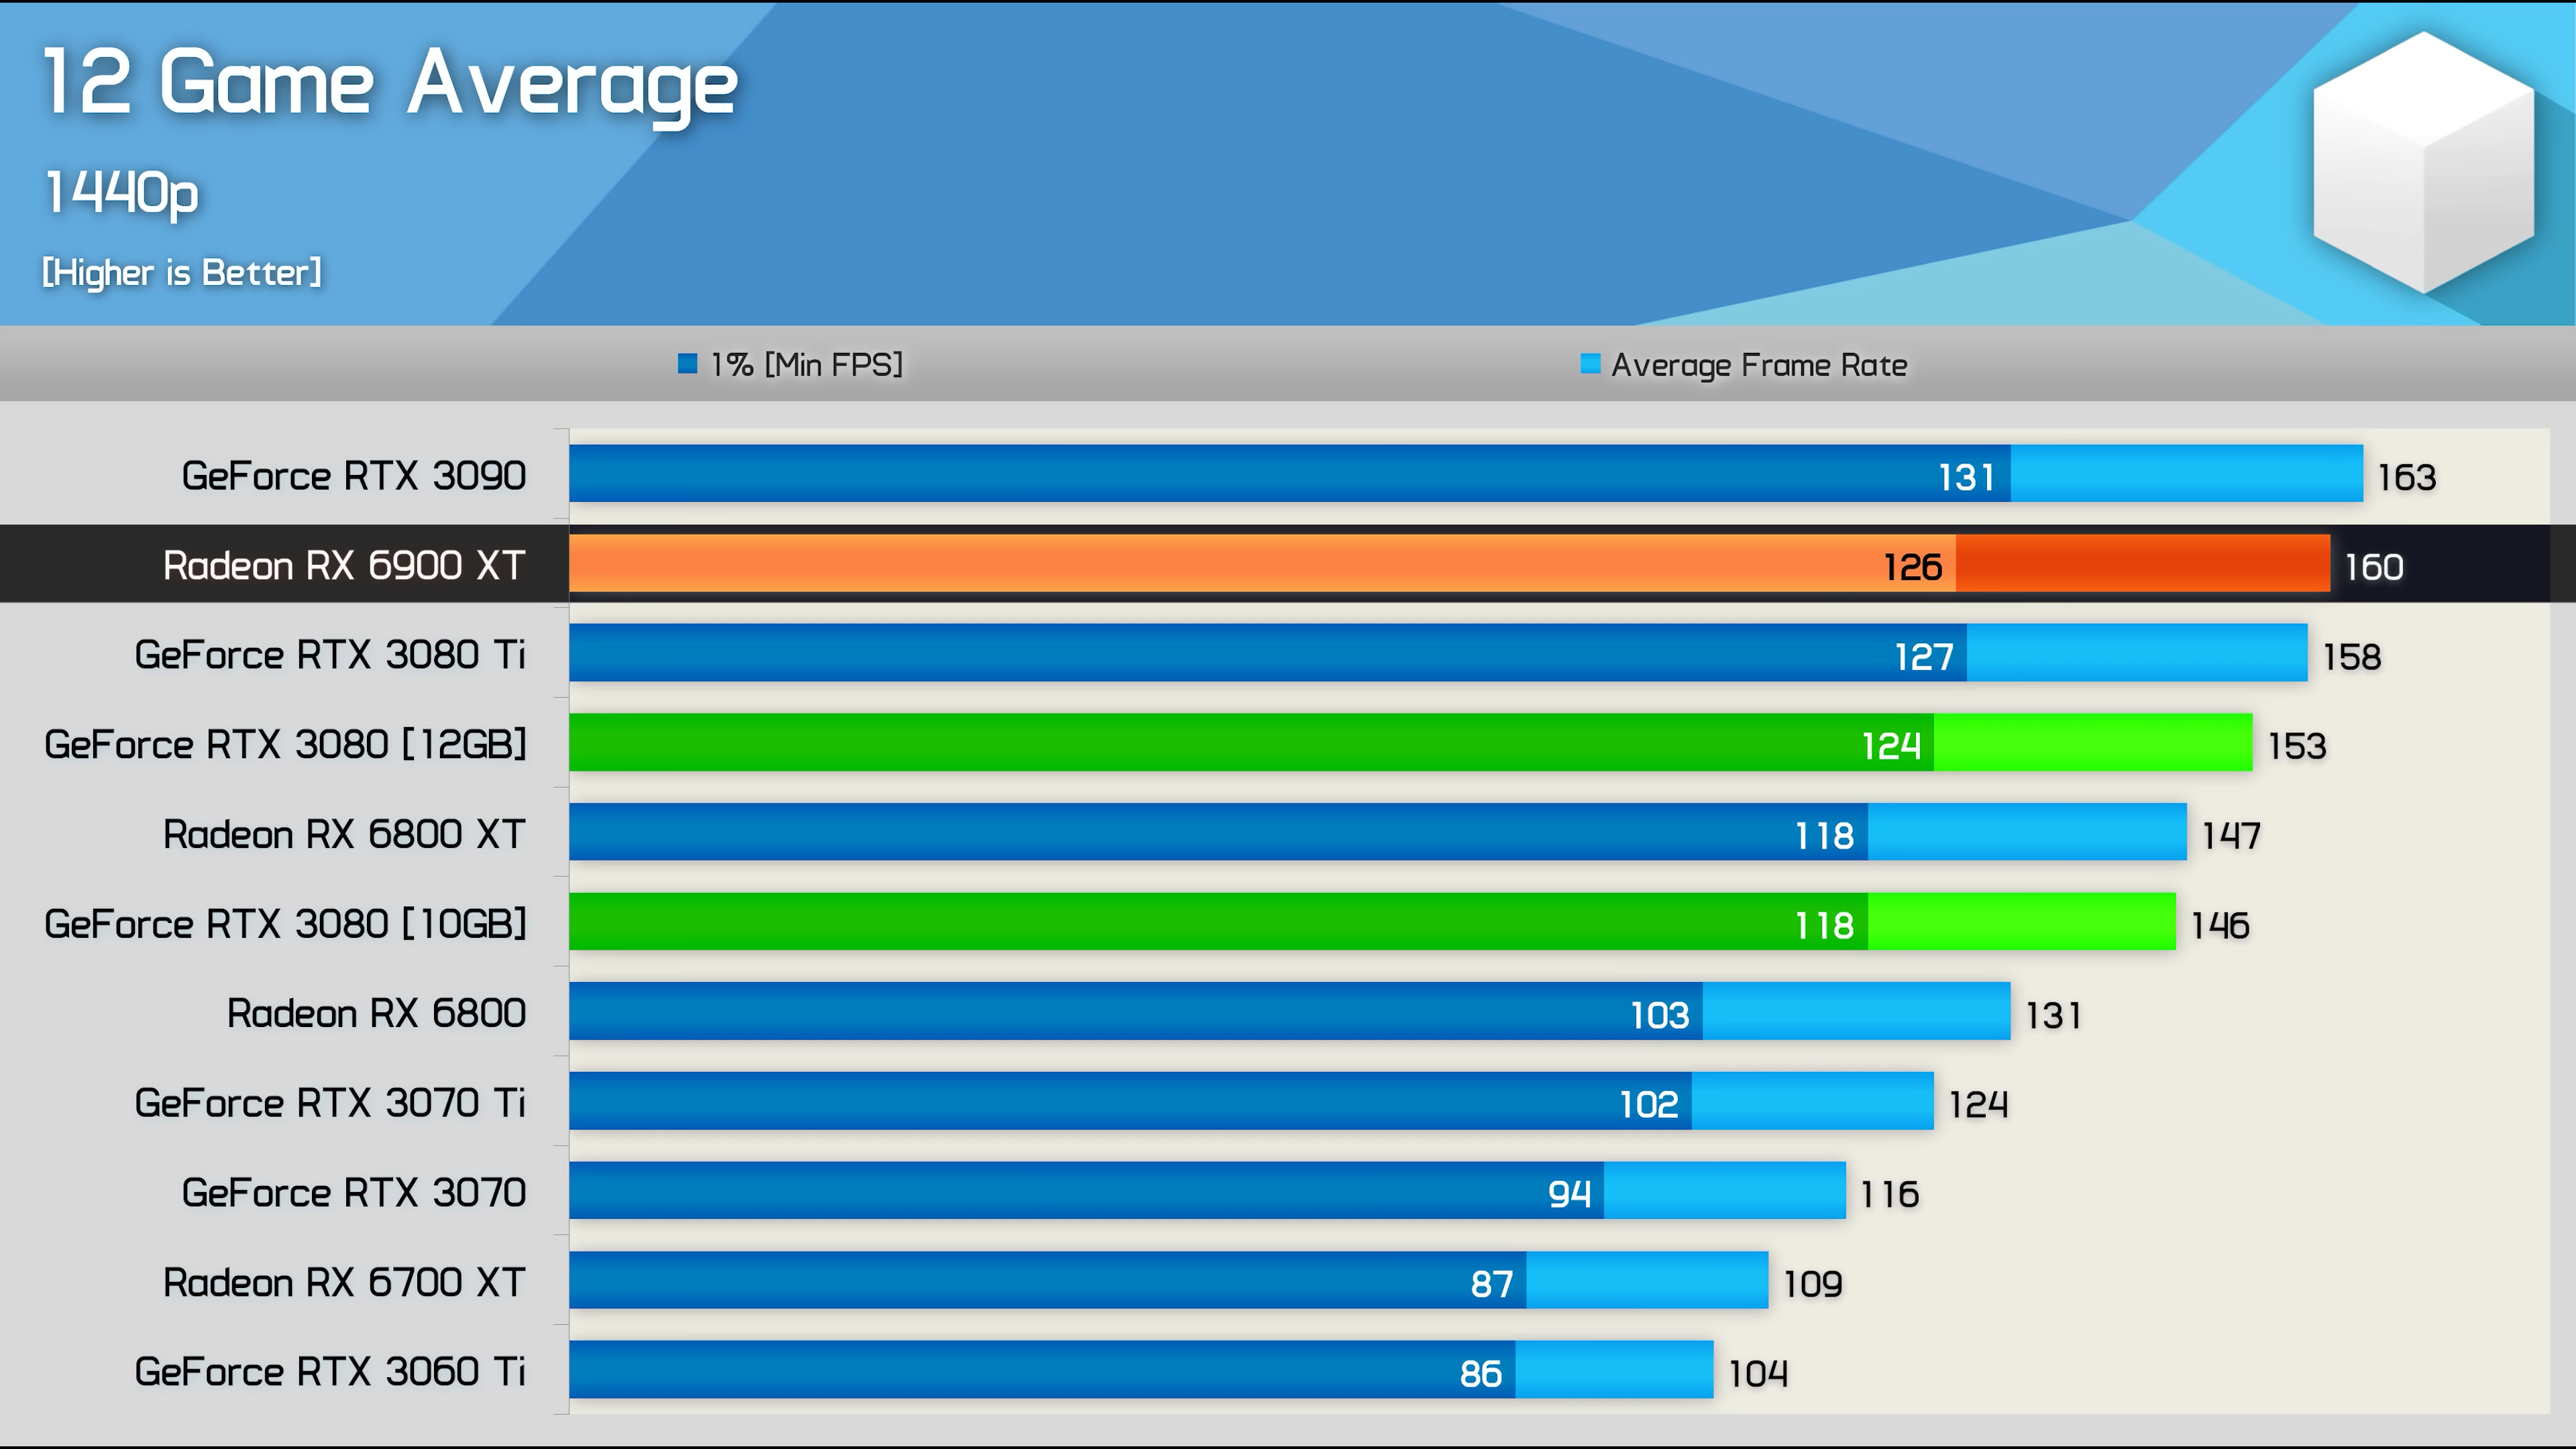 12 Game Average
1440p
[Higher is Better]
1% [Min FPS] Average Frame Rate
GeForce RTX 3090 131 163
Radeon RX 6900 XT 126 160
GeForce RTX 3080 Ti 127 158
GeForce RTX 3080 [12GB] 124 153
Radeon RX 6800 XT 118 147
GeForce RTX 3080 [10GB] 118 146
Radeon RX 6800 103 131
GeForce RTX 3070 Ti 102 124
GeForce RTX 3070 94 116
Radeon RX 6700 XT 87 109
GeForce RTX 3060 Ti 86 104